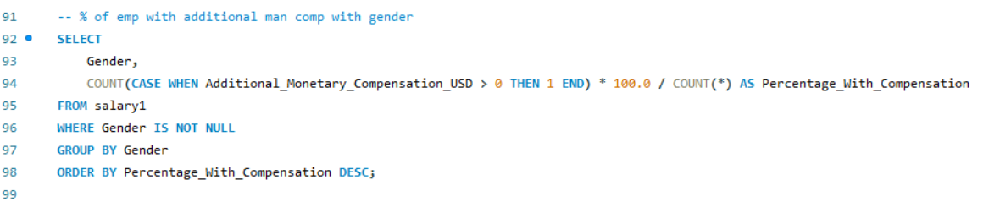 91 -- % of emp with additional man comp with gender
92 SELECT
93 Gender,
94 COUNT(CASE WHEN Additional_Monetary_Compensation_USD > 0 THEN 1 END) * 100.0 / COUNT(*) AS Percentage_With_Compensation
95 FROM salary1
96 WHERE Gender IS NOT NULL
97 GROUP BY Gender
98 ORDER BY Percentage_With_Compensation DESC;
99